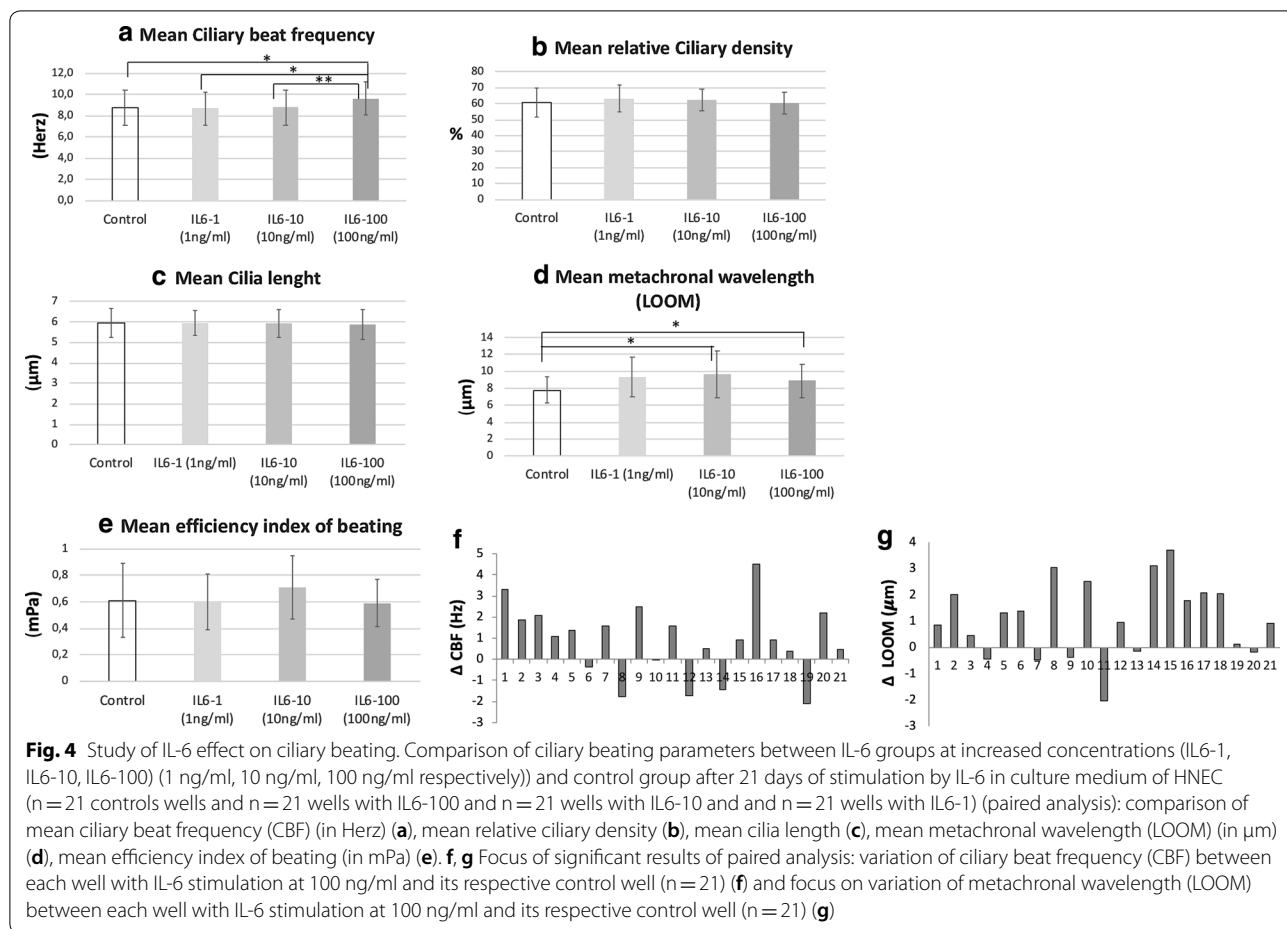 a Mean Ciliary beat frequency
(Herz)
12,0
10,0
8,0
6,0
4,0
2,0
0,0
*
*
**
Control
IL6-1
(1ng/ml)
IL6-10
(10ng/ml)
IL6-100
(100ng/ml)
b Mean relative Ciliary density
%
80
70
60
50
40
30
20
10
0
Control
IL6-1
(1ng/ml)
IL6-10
(10ng/ml)
IL6-100
(100ng/ml)
c Mean Cilia lenght
(µm)
7
6
5
4
3
2
1
0
Control
IL6-1 (1ng/ml)
IL6-10
(10ng/ml)
IL6-100
(100ng/ml)
d Mean metachronal wavelength
(LOOM)
(µm)
14
12
10
8
6
4
2
0
*
*
Control
IL6-1 (1ng/ml)
IL6-10
(10ng/ml)
IL6-100
(100ng/ml)
e Mean efficiency index of beating
(mPa)
1
0,8
0,6
0,4
0,2
0
Control
IL6-1
(1ng/ml)
IL6-10
(10ng/ml)
IL6-100
(100ng/ml)
f
Δ CBF (Hz)
5
4
3
2
1
0
-1
-2
-3
1 2 3 4 5 6 7 8 9 10 11 12 13 14 15 16 17 18 19 20 21
g
Δ LOOM (µm)
4
3
2
1
0
-1
-2
-3
1 2 3 4 5 6 7 8 9 10 11 12 13 14 15 16 17 18 19 20 21
Fig. 4 Study of IL-6 effect on ciliary beating. Comparison of ciliary beating parameters between IL-6 groups at increased concentrations (IL6-1,
IL6-10, IL6-100) (1 ng/ml, 10 ng/ml, 100 ng/ml respectively)) and control group after 21 days of stimulation by IL-6 in culture medium of HNEC
(n = 21 controls wells and n = 21 wells with IL6-100 and n = 21 wells with IL6-10 and and n = 21 wells with IL6-1) (paired analysis): comparison of
mean ciliary beat frequency (CBF) (in Herz) (a), mean relative ciliary density (b), mean cilia length (c), mean metachronal wavelength (LOOM) (in µm)
(d), mean efficiency index of beating (in mPa) (e). f, g Focus of significant results of paired analysis: variation of ciliary beat frequency (CBF) between
each well with IL-6 stimulation at 100 ng/ml and its respective control well (n = 21) (f) and focus on variation of metachronal wavelength (LOOM)
between each well with IL-6 stimulation at 100 ng/ml and its respective control well (n = 21) (g)